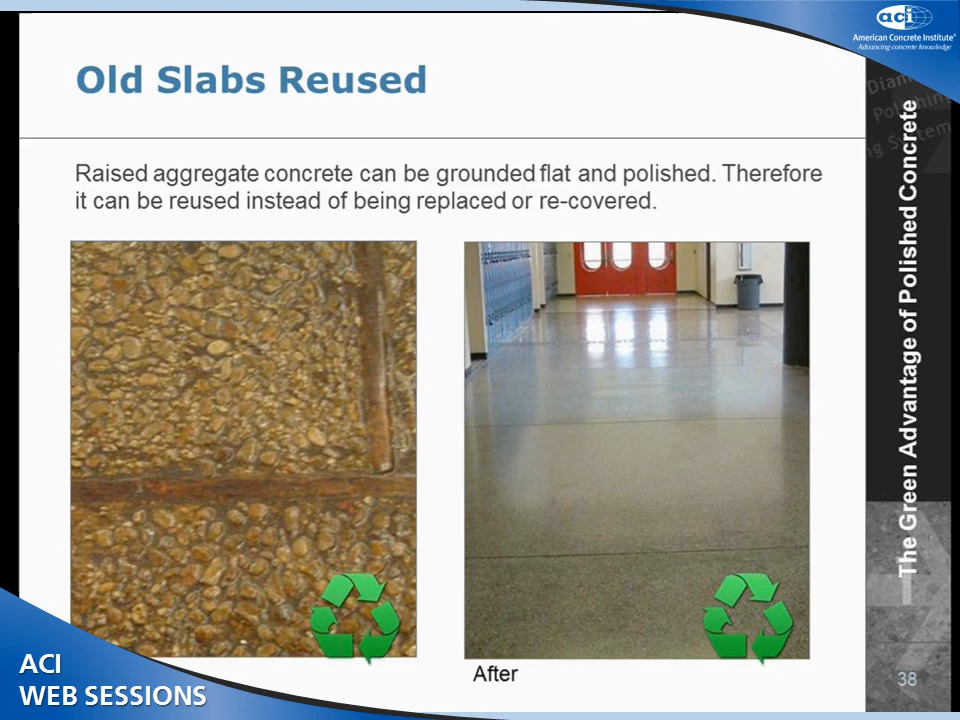 aci
American Concrete Institute®
Advancing concrete knowledge
Old Slabs Reused
Raised aggregate concrete can be grounded flat and polished. Therefore
it can be reused instead of being replaced or re-covered.
After
Polishing
The Green Advantage of Polished Concrete
38
ACI
WEB SESSIONS